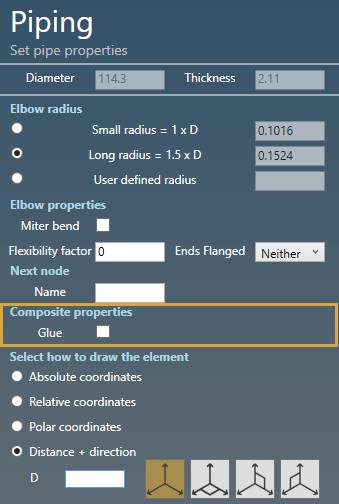 Piping
Set pipe properties
Diameter 114.3 Thickness 2.11
Elbow radius
Small radius = 1 x D 0.1016
Long radius = 1.5 x D 0.1524
User defined radius
Elbow properties
Miter bend
Flexibility factor 0 Ends Flanged Neither
Next node
Name
Composite properties
Glue
Select how to draw the element
Absolute coordinates
Relative coordinates
Polar coordinates
Distance + direction
D